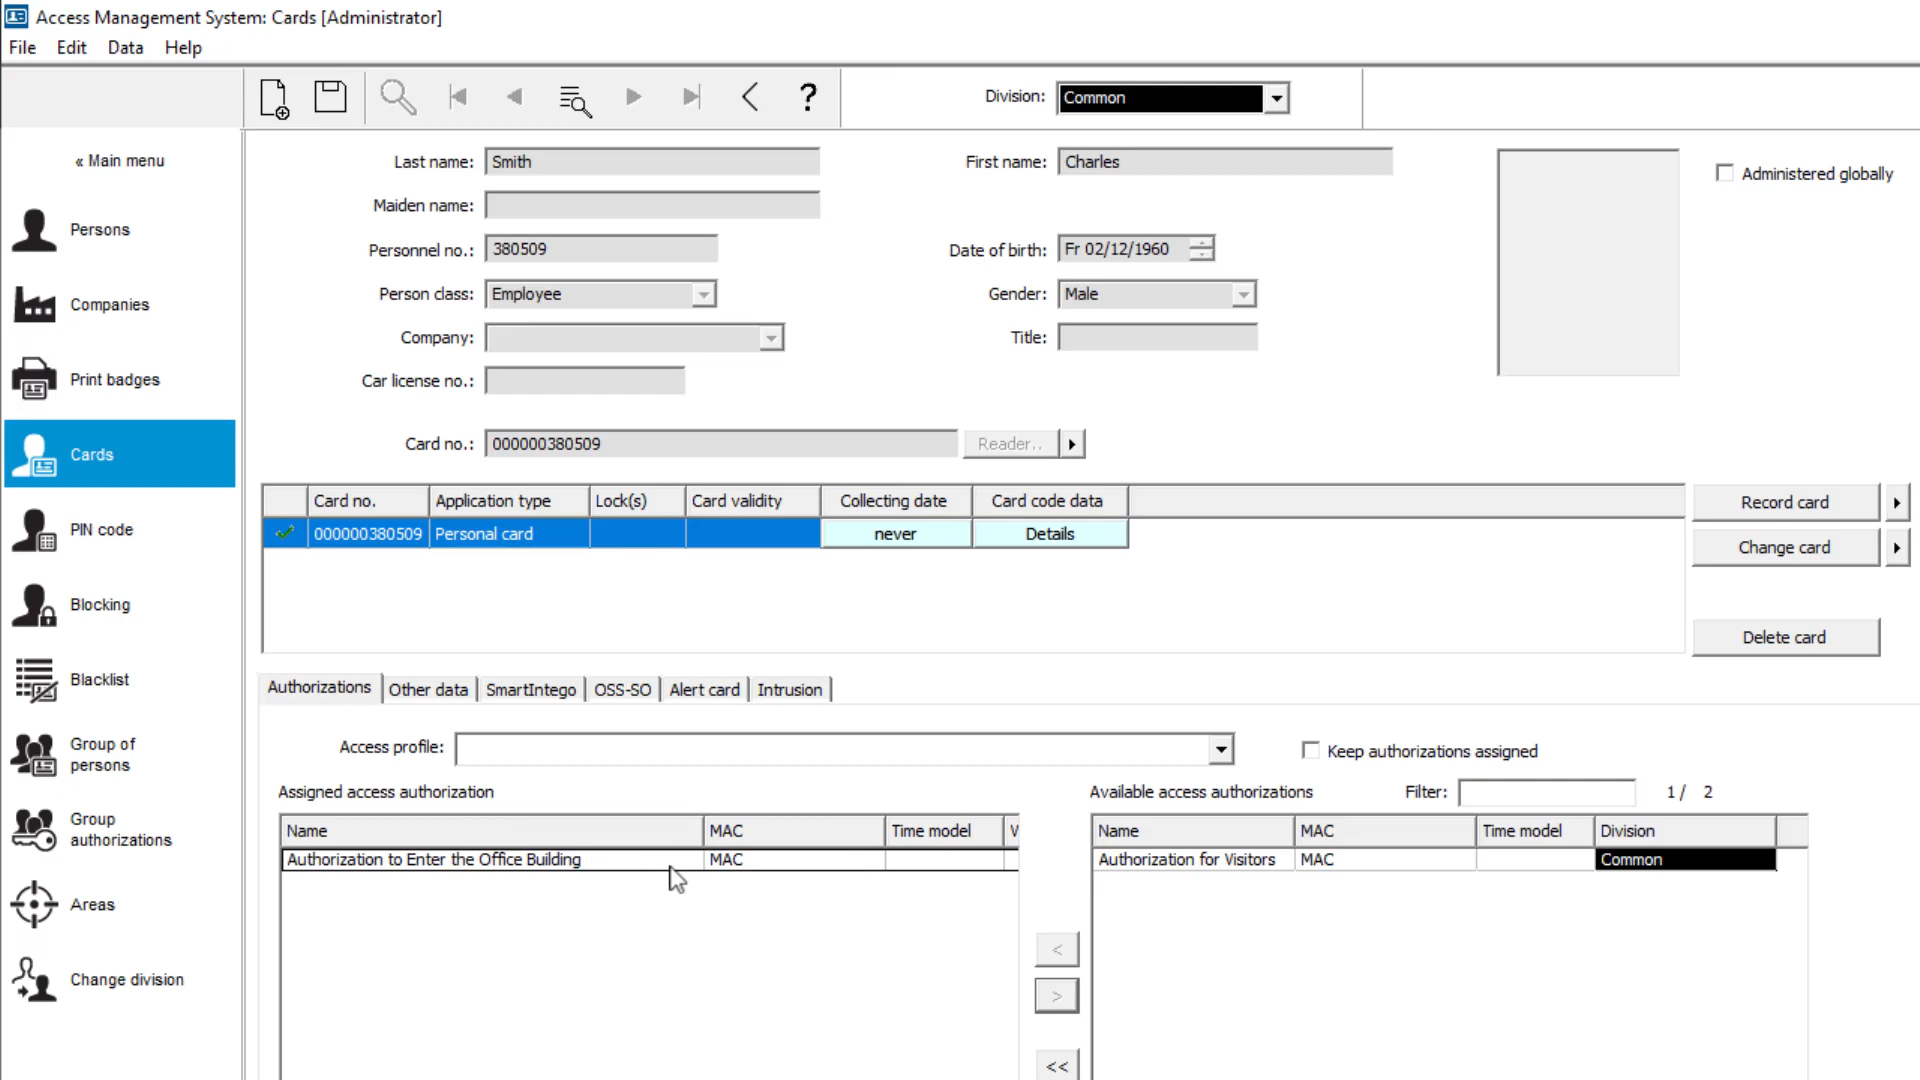 Access Management System: Cards [Administrator]
File Edit Data Help
Division: Common
« Main menu
Persons
Companies
Print badges
Cards
PIN code
Blocking
Blacklist
Group of
persons
Group
authorizations
Areas
Change division
Last name: Smith First name: Charles
Administered globally
Maiden name:
Personnel no.: 380509 Date of birth: Fr 02/12/1960
Person class: Employee Gender: Male
Company: Title:
Car license no.:
Card no.: 000000380509 Reader..
Card no. Application type Lock(s) Card validity Collecting date Card code data
000000380509 Personal card never Details
Record card
Change card
Delete card
Authorizations Other data SmartIntego OSS-SO Alert card Intrusion
Access profile: Keep authorizations assigned
Assigned access authorization Available access authorizations Filter: 1 / 2
Name MAC Time model V
Authorization to Enter the Office Building MAC
Name MAC Time model Division
Authorization for Visitors MAC Common
<
>
<<